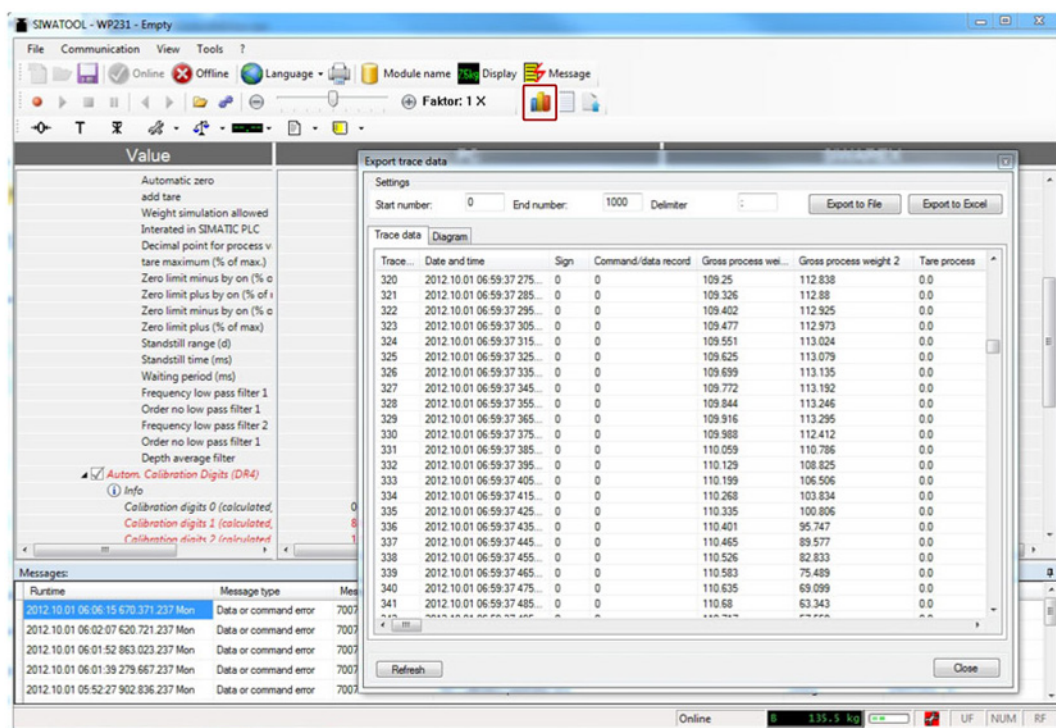 SIWATOOL - WP231 - Empty
File Communication View Tools ?
Online Offline Language Module name 75kg Display Message
Faktor: 1 X
T
Value
Automatic zero
add tare
Weight simulation allowed
Interated in SIMATIC PLC
Decimal point for process v
tare maximum (% of max.)
Zero limit minus by on (% o
Zero limit plus by on (% of
Zero limit minus by on (% o
Zero limit plus (% of max)
Standstill range (d)
Standstill time (ms)
Waiting period (ms)
Frequency low pass filter 1
Order no low pass filter 1
Frequency low pass filter 2
Order no low pass filter 1
Depth average filter
Autom. Calibration Digits (DR4)
Info
Calibration digits 0 (calculated, 0
Calibration digits 1 (calculated, 8
Calibration digits 2 (calculated 1
Export trace data
Settings
Start number: 0 End number: 1000 Delimiter ; Export to File Export to Excel
Trace data Diagram
Trace... Date and time Sign Command/data record Gross process wei... Gross process weight 2 Tare process
320 2012.10.01 06:59:37 275... 0 0 109.25 112.838 0.0
321 2012.10.01 06:59:37 285... 0 0 109.326 112.88 0.0
322 2012.10.01 06:59:37 295... 0 0 109.402 112.925 0.0
323 2012.10.01 06:59:37 305... 0 0 109.477 112.973 0.0
324 2012.10.01 06:59:37 315... 0 0 109.551 113.024 0.0
325 2012.10.01 06:59:37 325... 0 0 109.625 113.079 0.0
326 2012.10.01 06:59:37 335... 0 0 109.699 113.135 0.0
327 2012.10.01 06:59:37 345... 0 0 109.772 113.192 0.0
328 2012.10.01 06:59:37 355... 0 0 109.844 113.246 0.0
329 2012.10.01 06:59:37 365... 0 0 109.916 113.295 0.0
330 2012.10.01 06:59:37 375... 0 0 109.988 112.412 0.0
331 2012.10.01 06:59:37 385... 0 0 110.059 110.786 0.0
332 2012.10.01 06:59:37 395... 0 0 110.129 108.825 0.0
333 2012.10.01 06:59:37 405... 0 0 110.199 106.506 0.0
334 2012.10.01 06:59:37 415... 0 0 110.268 103.834 0.0
335 2012.10.01 06:59:37 425... 0 0 110.335 100.806 0.0
336 2012.10.01 06:59:37 435... 0 0 110.401 95.747 0.0
337 2012.10.01 06:59:37 445... 0 0 110.465 89.577 0.0
338 2012.10.01 06:59:37 455... 0 0 110.526 82.833 0.0
339 2012.10.01 06:59:37 465... 0 0 110.583 75.489 0.0
340 2012.10.01 06:59:37 475... 0 0 110.635 69.099 0.0
341 2012.10.01 06:59:37 485... 0 0 110.68 63.343 0.0
Refresh Close
Messages:
Runtime Message type Mes
2012.10.01 06:06:15 670.371.237 Mon Data or command error 7007
2012.10.01 06:02:07 620.721.237 Mon Data or command error 7007
2012.10.01 06:01:52 863.023.237 Mon Data or command error 7007
2012.10.01 06:01:39 279.667.237 Mon Data or command error 7007
2012.10.01 05:52:27 902.836.237 Mon Data or command error 7007
Online B 135.5 kg UF NUM RF